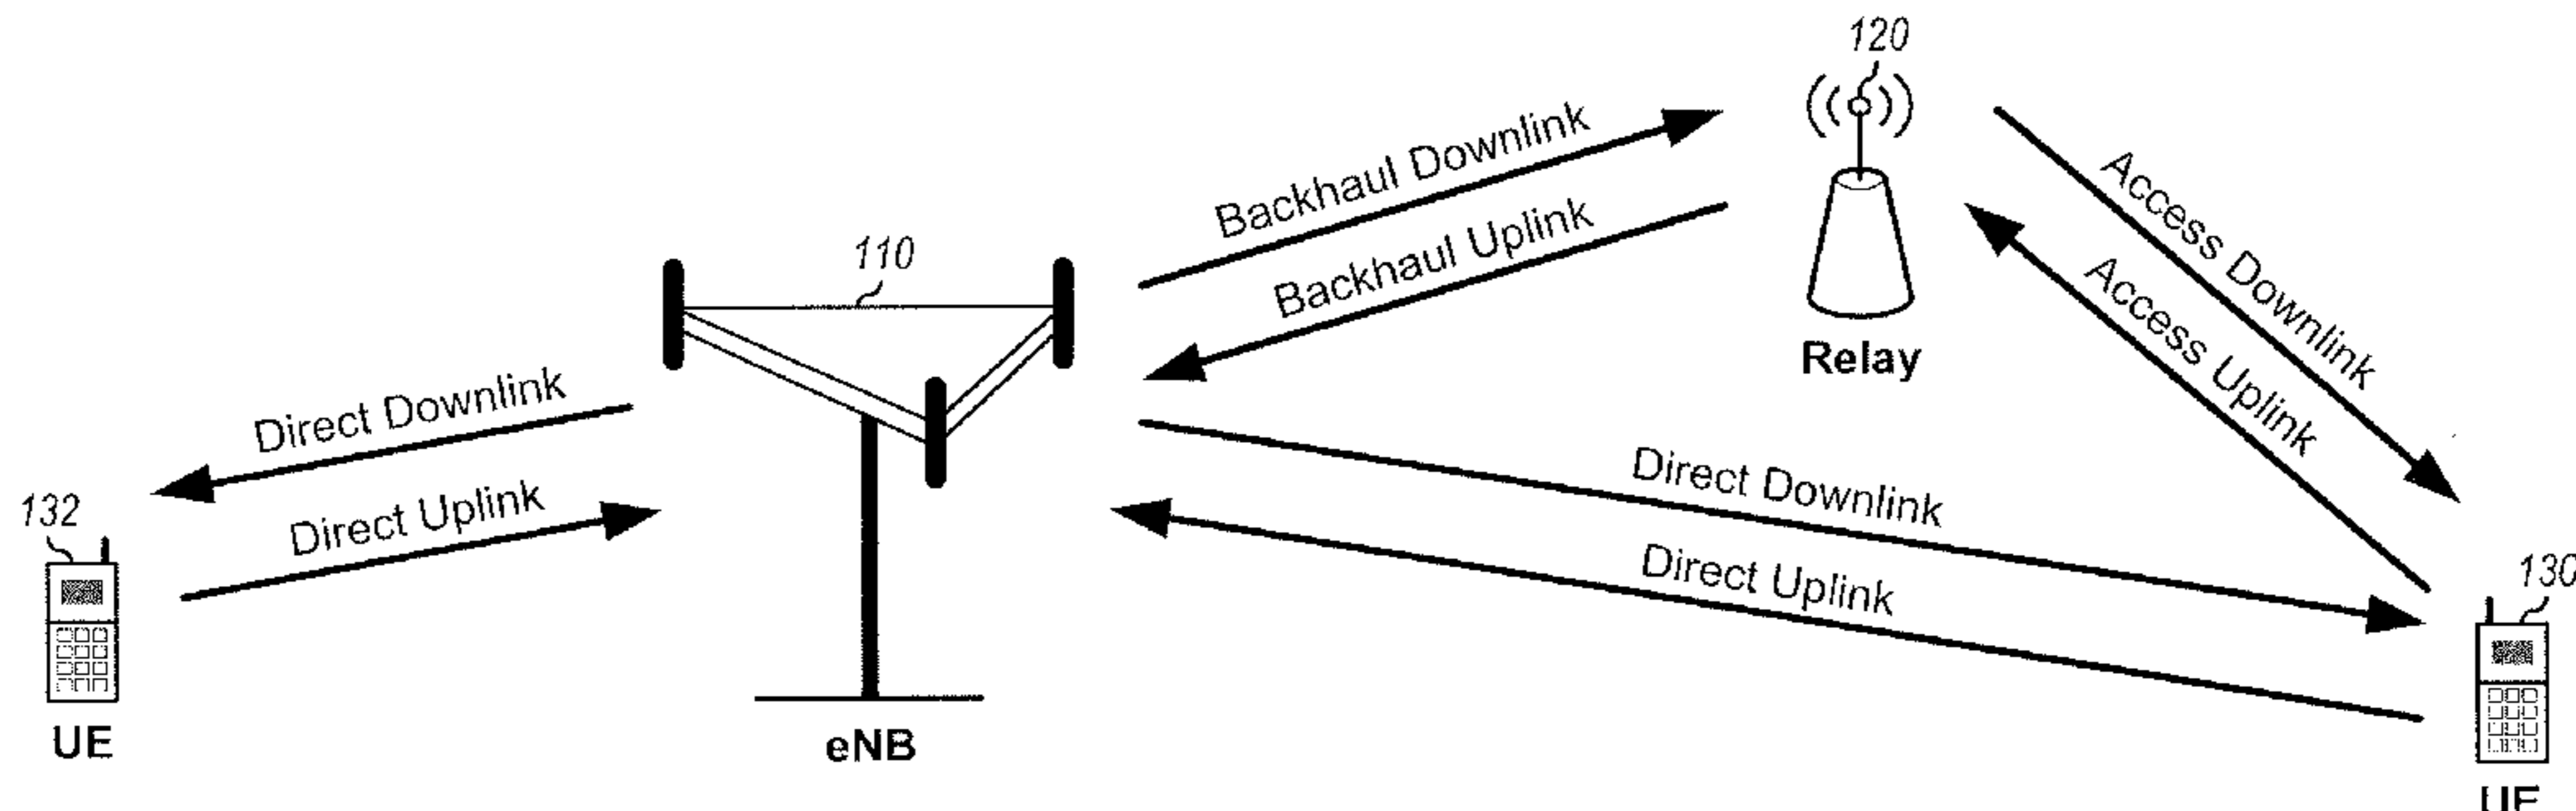 120
Backhaul Downlink
Access Downlink
Backhaul Uplink
Access Uplink
110
Relay
Direct Downlink
Direct Uplink
Direct Downlink
Direct Uplink
132
130
UE
eNB
UE